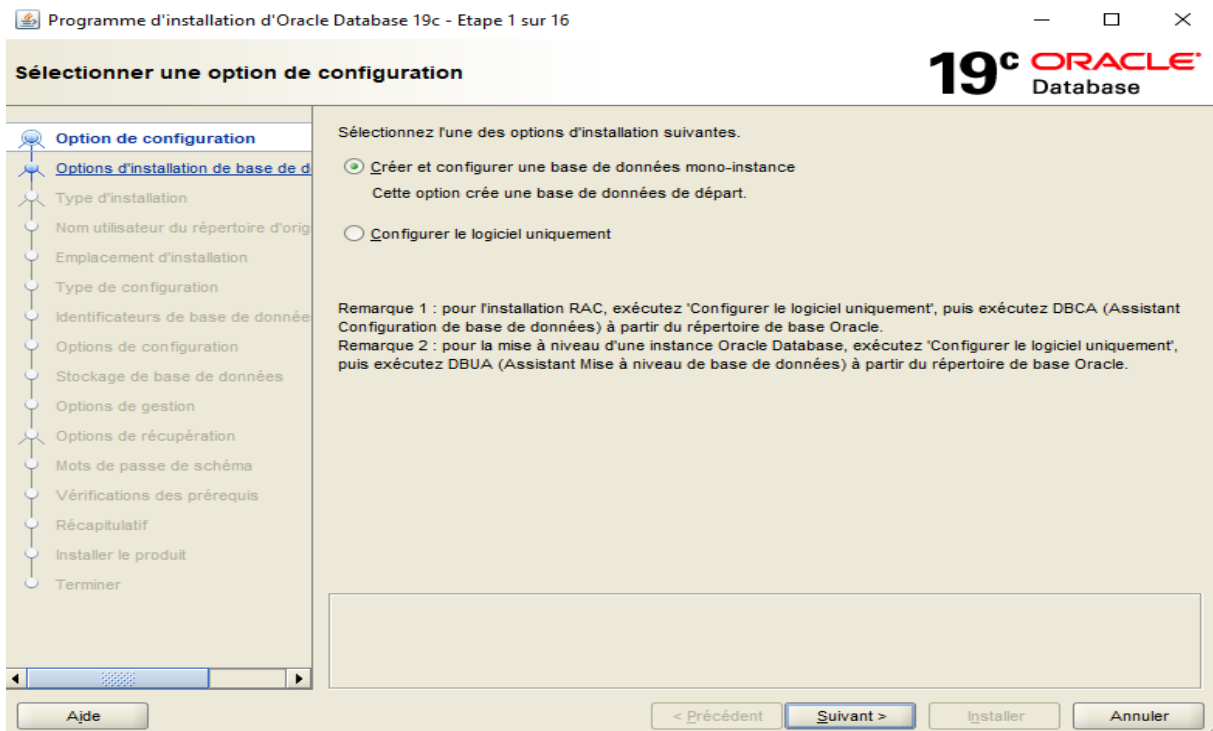 Programme d'installation d'Oracle Database 19c - Etape 1 sur 16
Sélectionner une option de configuration
19c ORACLE
Database
Option de configuration
Options d'installation de base de d
Type d'installation
Nom utilisateur du répertoire d'orig
Emplacement d'installation
Type de configuration
Identificateurs de base de donnée
Options de configuration
Stockage de base de données
Options de gestion
Options de récupération
Mots de passe de schéma
Vérifications des prérequis
Récapitulatif
Installer le produit
Terminer
Sélectionnez l'une des options d'installation suivantes.
Créer et configurer une base de données mono-instance
Cette option crée une base de données de départ.
Configurer le logiciel uniquement
Remarque 1 : pour l'installation RAC, exécutez 'Configurer le logiciel uniquement', puis exécutez DBCA (Assistant
Configuration de base de données) à partir du répertoire de base Oracle.
Remarque 2 : pour la mise à niveau d'une instance Oracle Database, exécutez 'Configurer le logiciel uniquement',
puis exécutez DBUA (Assistant Mise à niveau de base de données) à partir du répertoire de base Oracle.
Aide
< Précédent
Suivant >
Installer
Annuler